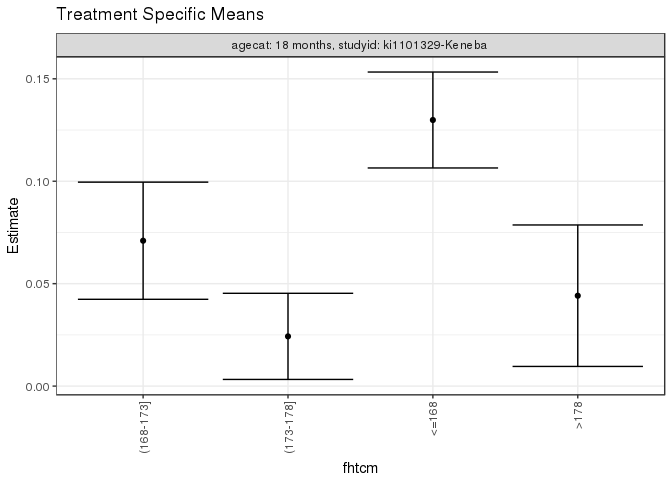 Treatment Specific Means
agecat: 18 months, studyid: ki1101329-Keneba
Estimate
0.15
0.10
0.05
0.00
(168-173]
(173-178]
<=168
>178
fhtcm